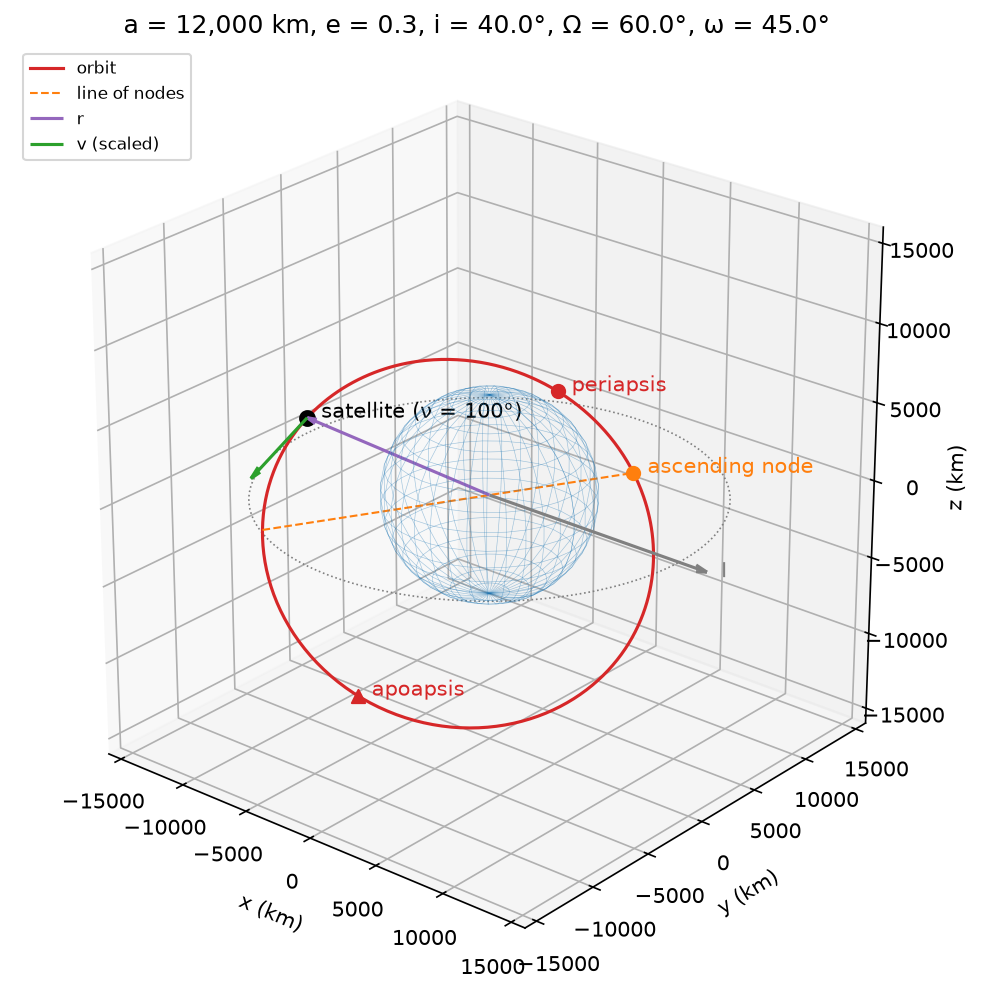 a = 12,000 km, e = 0.3, i = 40.0°, Ω = 60.0°, ω = 45.0°
orbit
line of nodes
r
v (scaled)
periapsis
satellite (ν = 100°)
ascending node
I
apoapsis
15000
10000
5000
0
−5000
−10000
−15000
z (km)
−15000
−10000
−5000
0
5000
10000
15000
x (km)
15000
10000
5000
0
−5000
−10000
−15000
y (km)